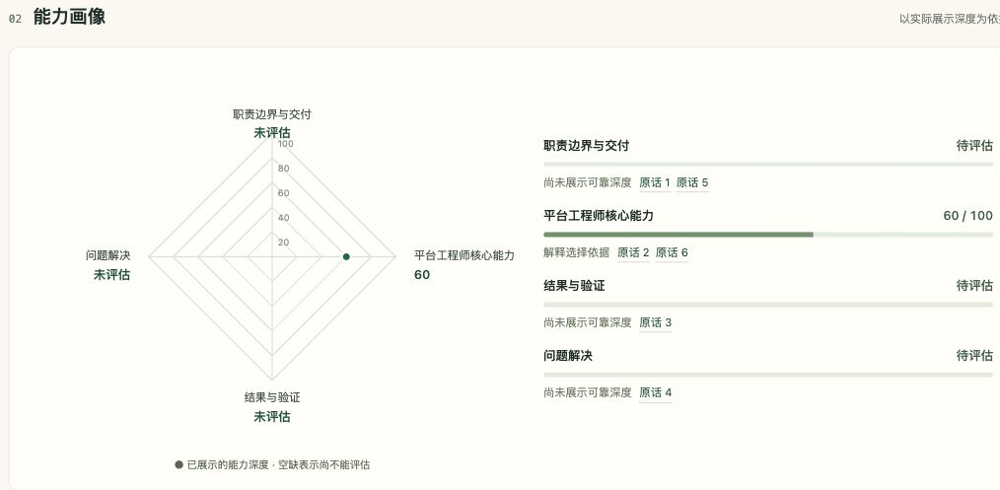 02 能力画像
以实际展示深度为依
职责边界与交付
未评估
100
80
60
40
20
问题解决
未评估
平台工程师核心能力
60
结果与验证
未评估
已展示的能力深度 · 空缺表示尚不能评估
职责边界与交付 待评估
尚未展示可靠深度 原话 1 原话 5
平台工程师核心能力 60 / 100
解释选择依据 原话 2 原话 6
结果与验证 待评估
尚未展示可靠深度 原话 3
问题解决 待评估
尚未展示可靠深度 原话 4